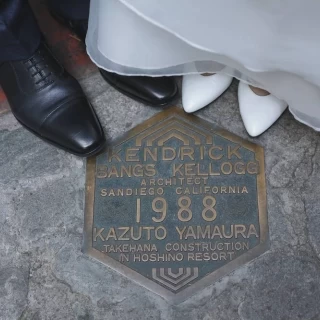 KENDRICK
BANGS KELLOGG
ARCHITECT
SANDIEGO CALIFORNIA
1988
KAZUTO YAMAURA
TAKEHANA CONSTRUCTION
IN HOSHINO RESORT